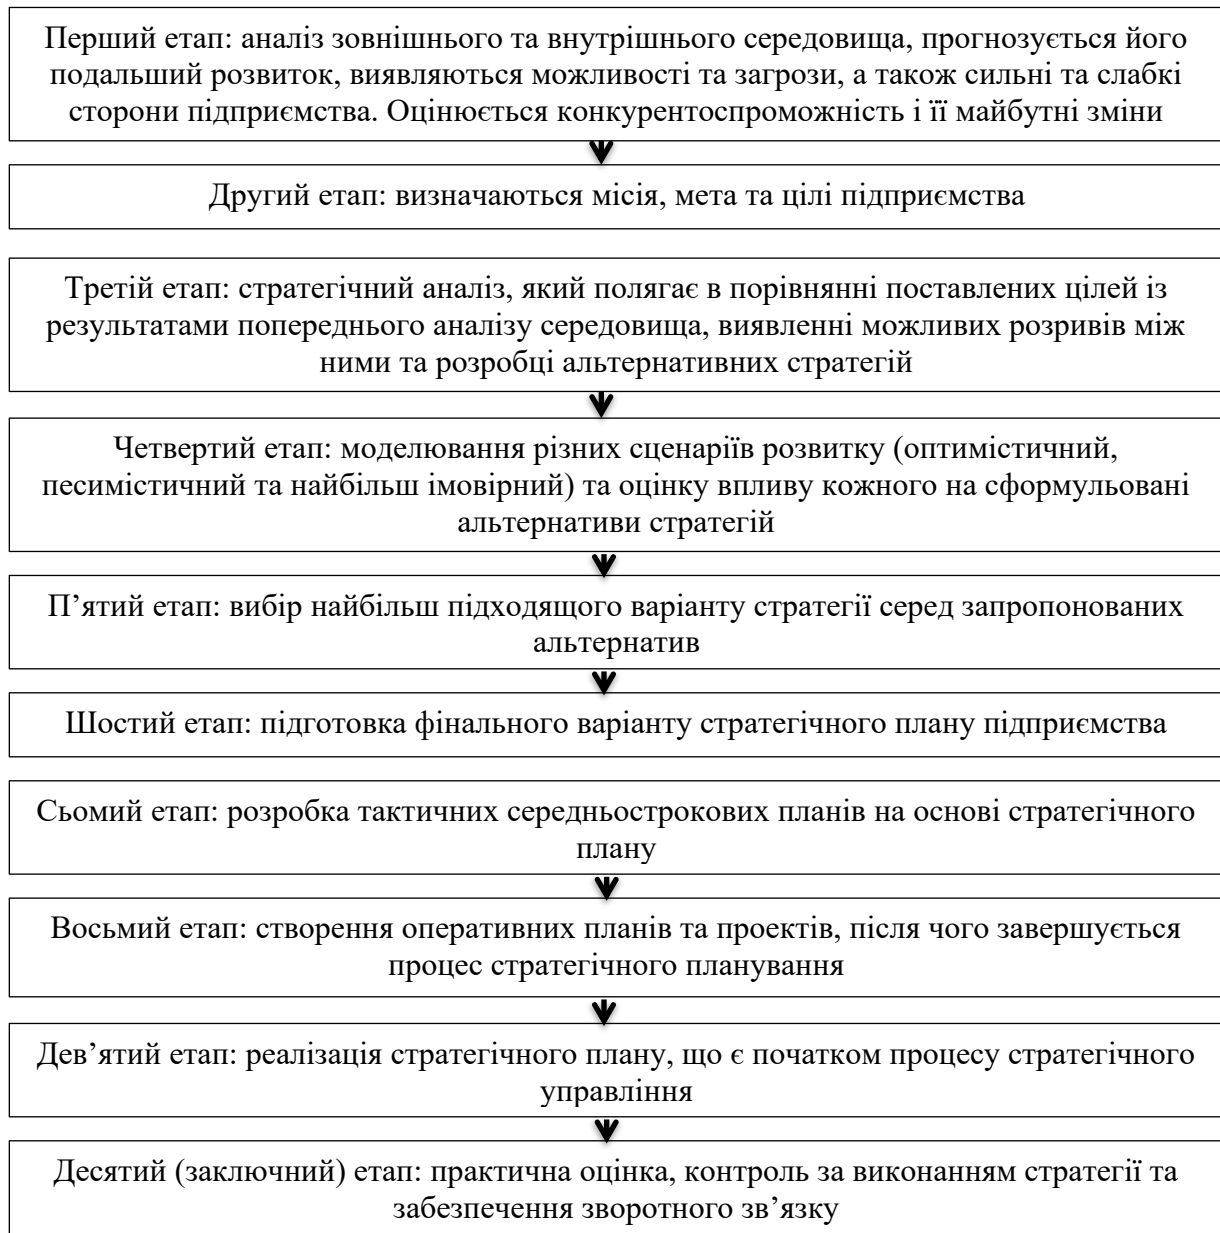 Перший етап: аналіз зовнішнього та внутрішнього середовища, прогнозується його
подальший розвиток, виявляються можливості та загрози, а також сильні та слабкі
сторони підприємства. Оцінюється конкурентоспроможність і її майбутні зміни
Другий етап: визначаються місія, мета та цілі підприємства
Третій етап: стратегічний аналіз, який полягає в порівнянні поставлених цілей із
результатами попереднього аналізу середовища, виявленні можливих розривів між
ними та розробці альтернативних стратегій
Четвертий етап: моделювання різних сценаріїв розвитку (оптимістичний,
песимістичний та найбільш імовірний) та оцінку впливу кожного на сформульовані
альтернативи стратегій
П’ятий етап: вибір найбільш підходящого варіанту стратегії серед запропонованих
альтернатив
Шостий етап: підготовка фінального варіанту стратегічного плану підприємства
Сьомий етап: розробка тактичних середньострокових планів на основі стратегічного
плану
Восьмий етап: створення оперативних планів та проектів, після чого завершується
процес стратегічного планування
Дев’ятий етап: реалізація стратегічного плану, що є початком процесу стратегічного
управління
Десятий (заключний) етап: практична оцінка, контроль за виконанням стратегії та
забезпечення зворотного зв’язку